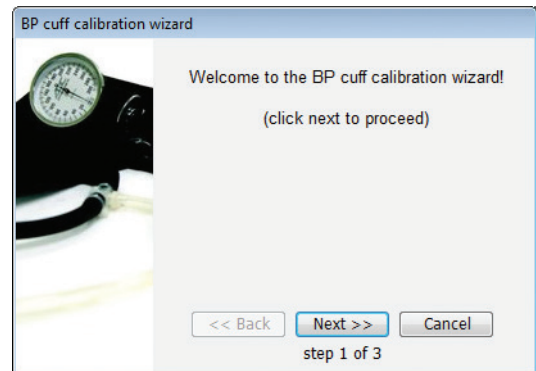 BP cuff calibration wizard
Welcome to the BP cuff calibration wizard!
(click next to proceed)
<< Back Next >> Cancel
step 1 of 3